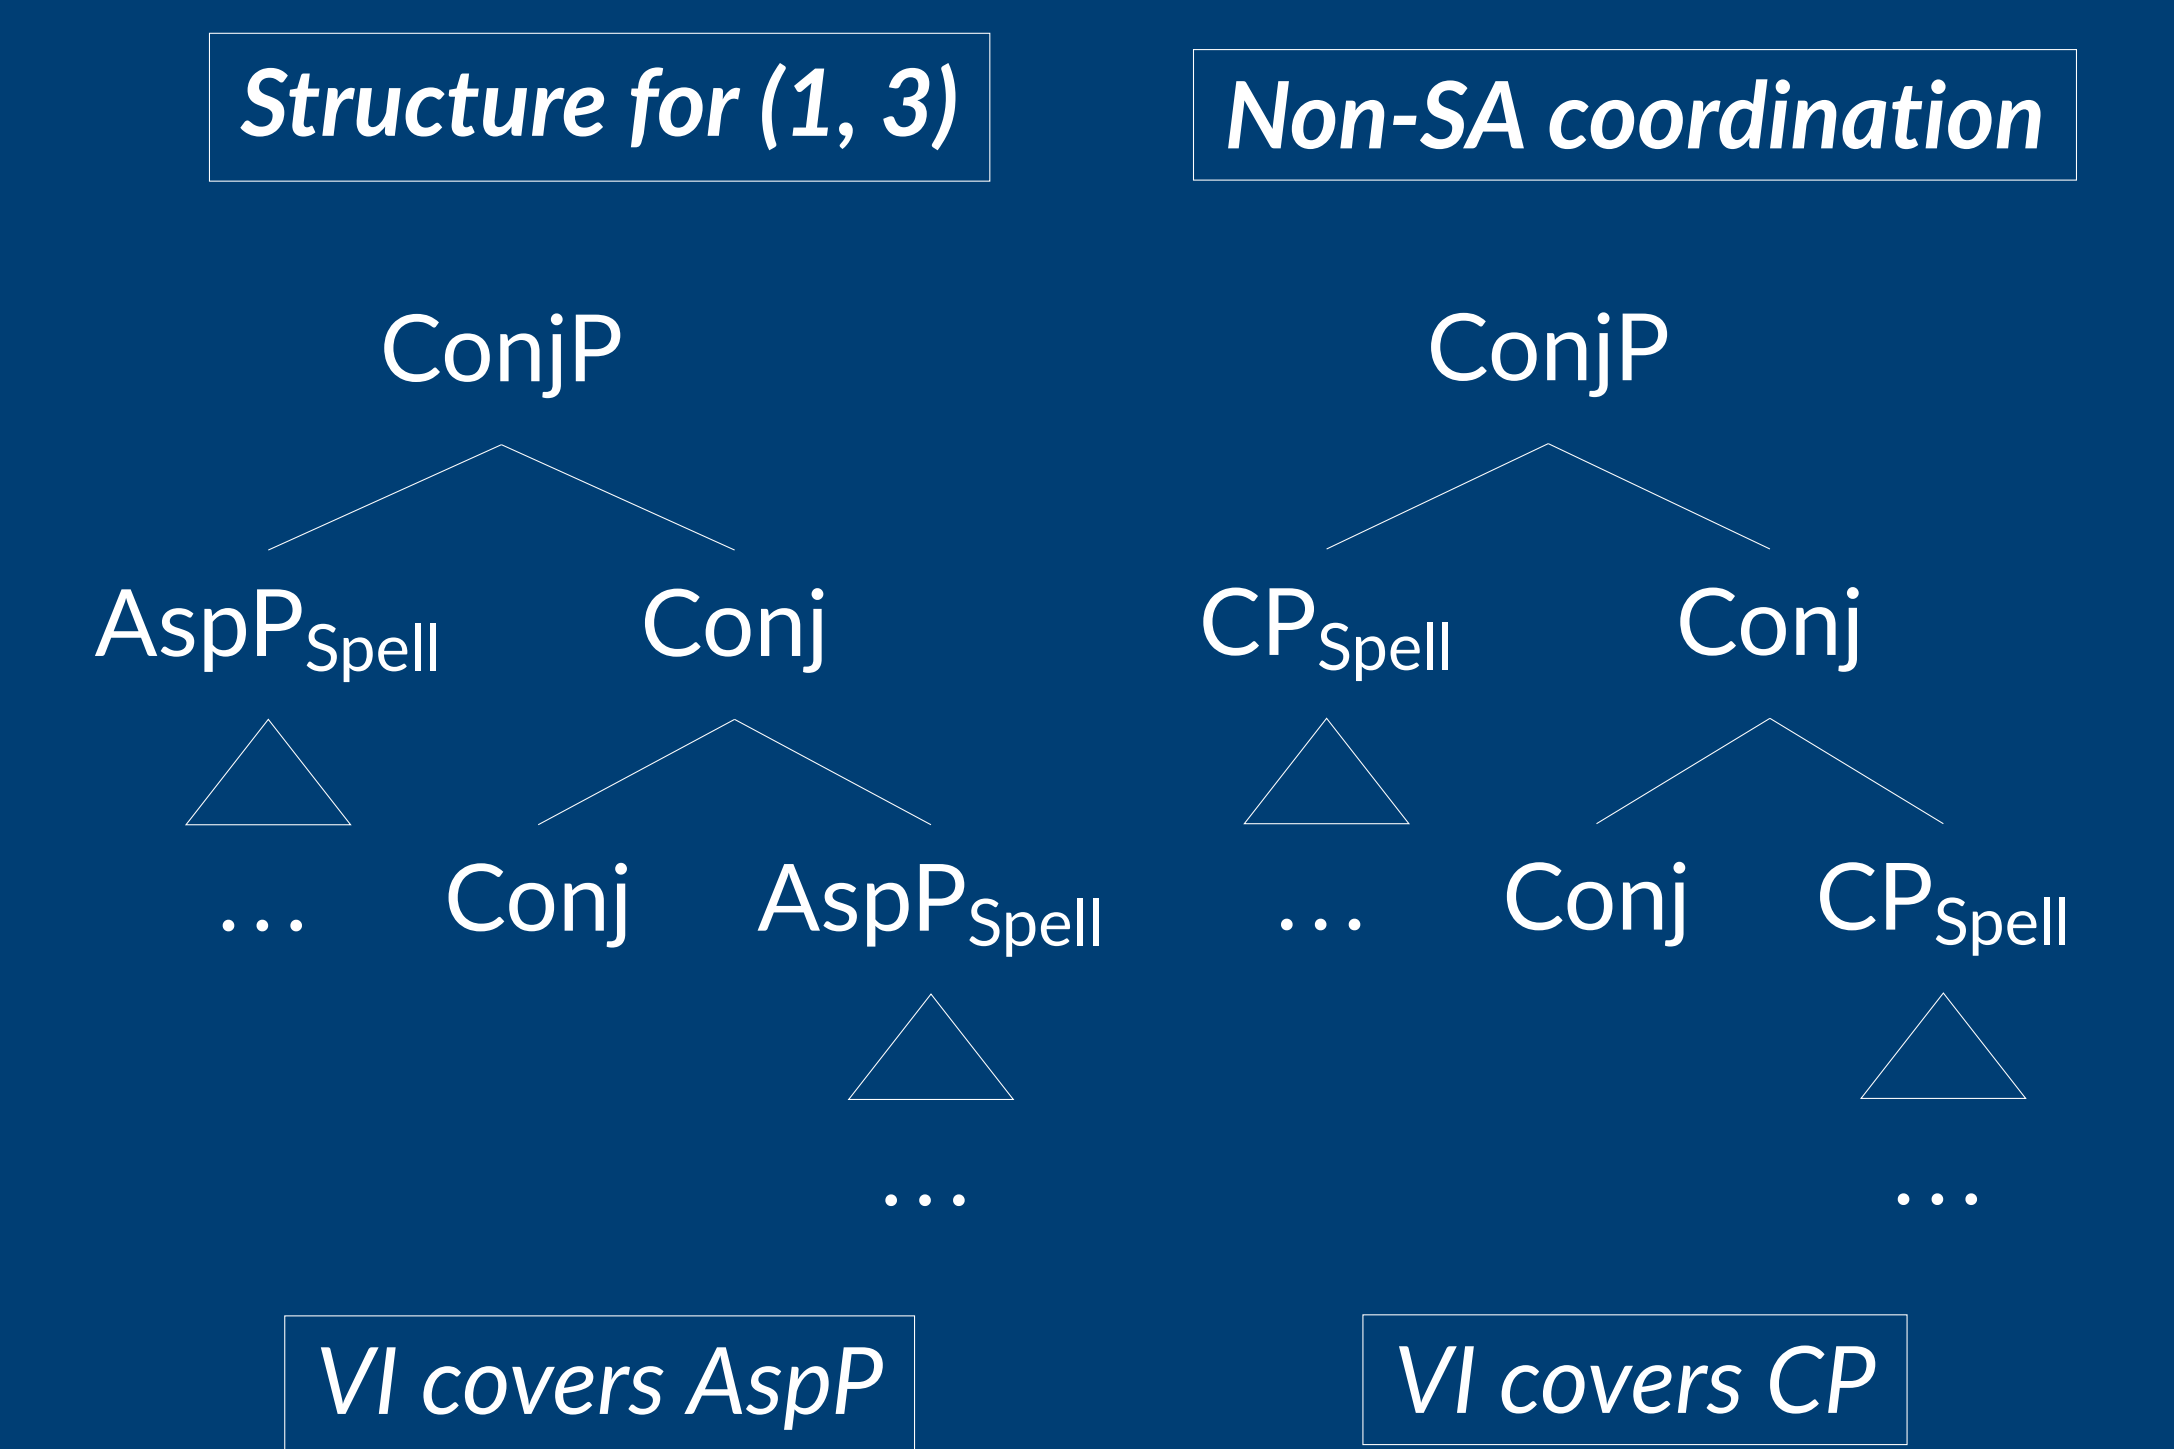 Structure for (1, 3)
ConjP
AspPSpell Conj
... Conj AspPSpell
...
VI covers AspP
Non-SA coordination
ConjP
CPSpell Conj
... Conj CPSpell
...
VI covers CP